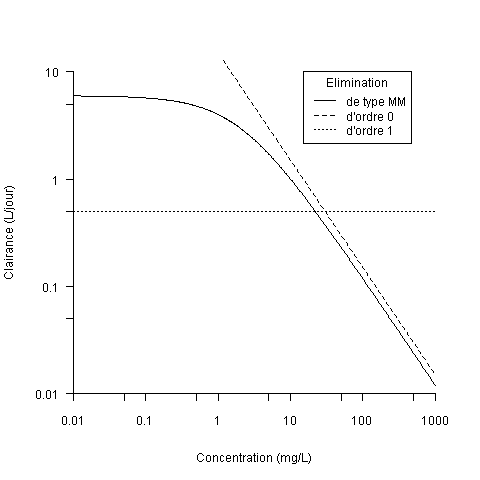 Elimination
de type MM
d'ordre 0
d'ordre 1
10
1
0.1
0.01
Clairance (L/jour)
0.01 0.1 1 10 100 1000
Concentration (mg/L)